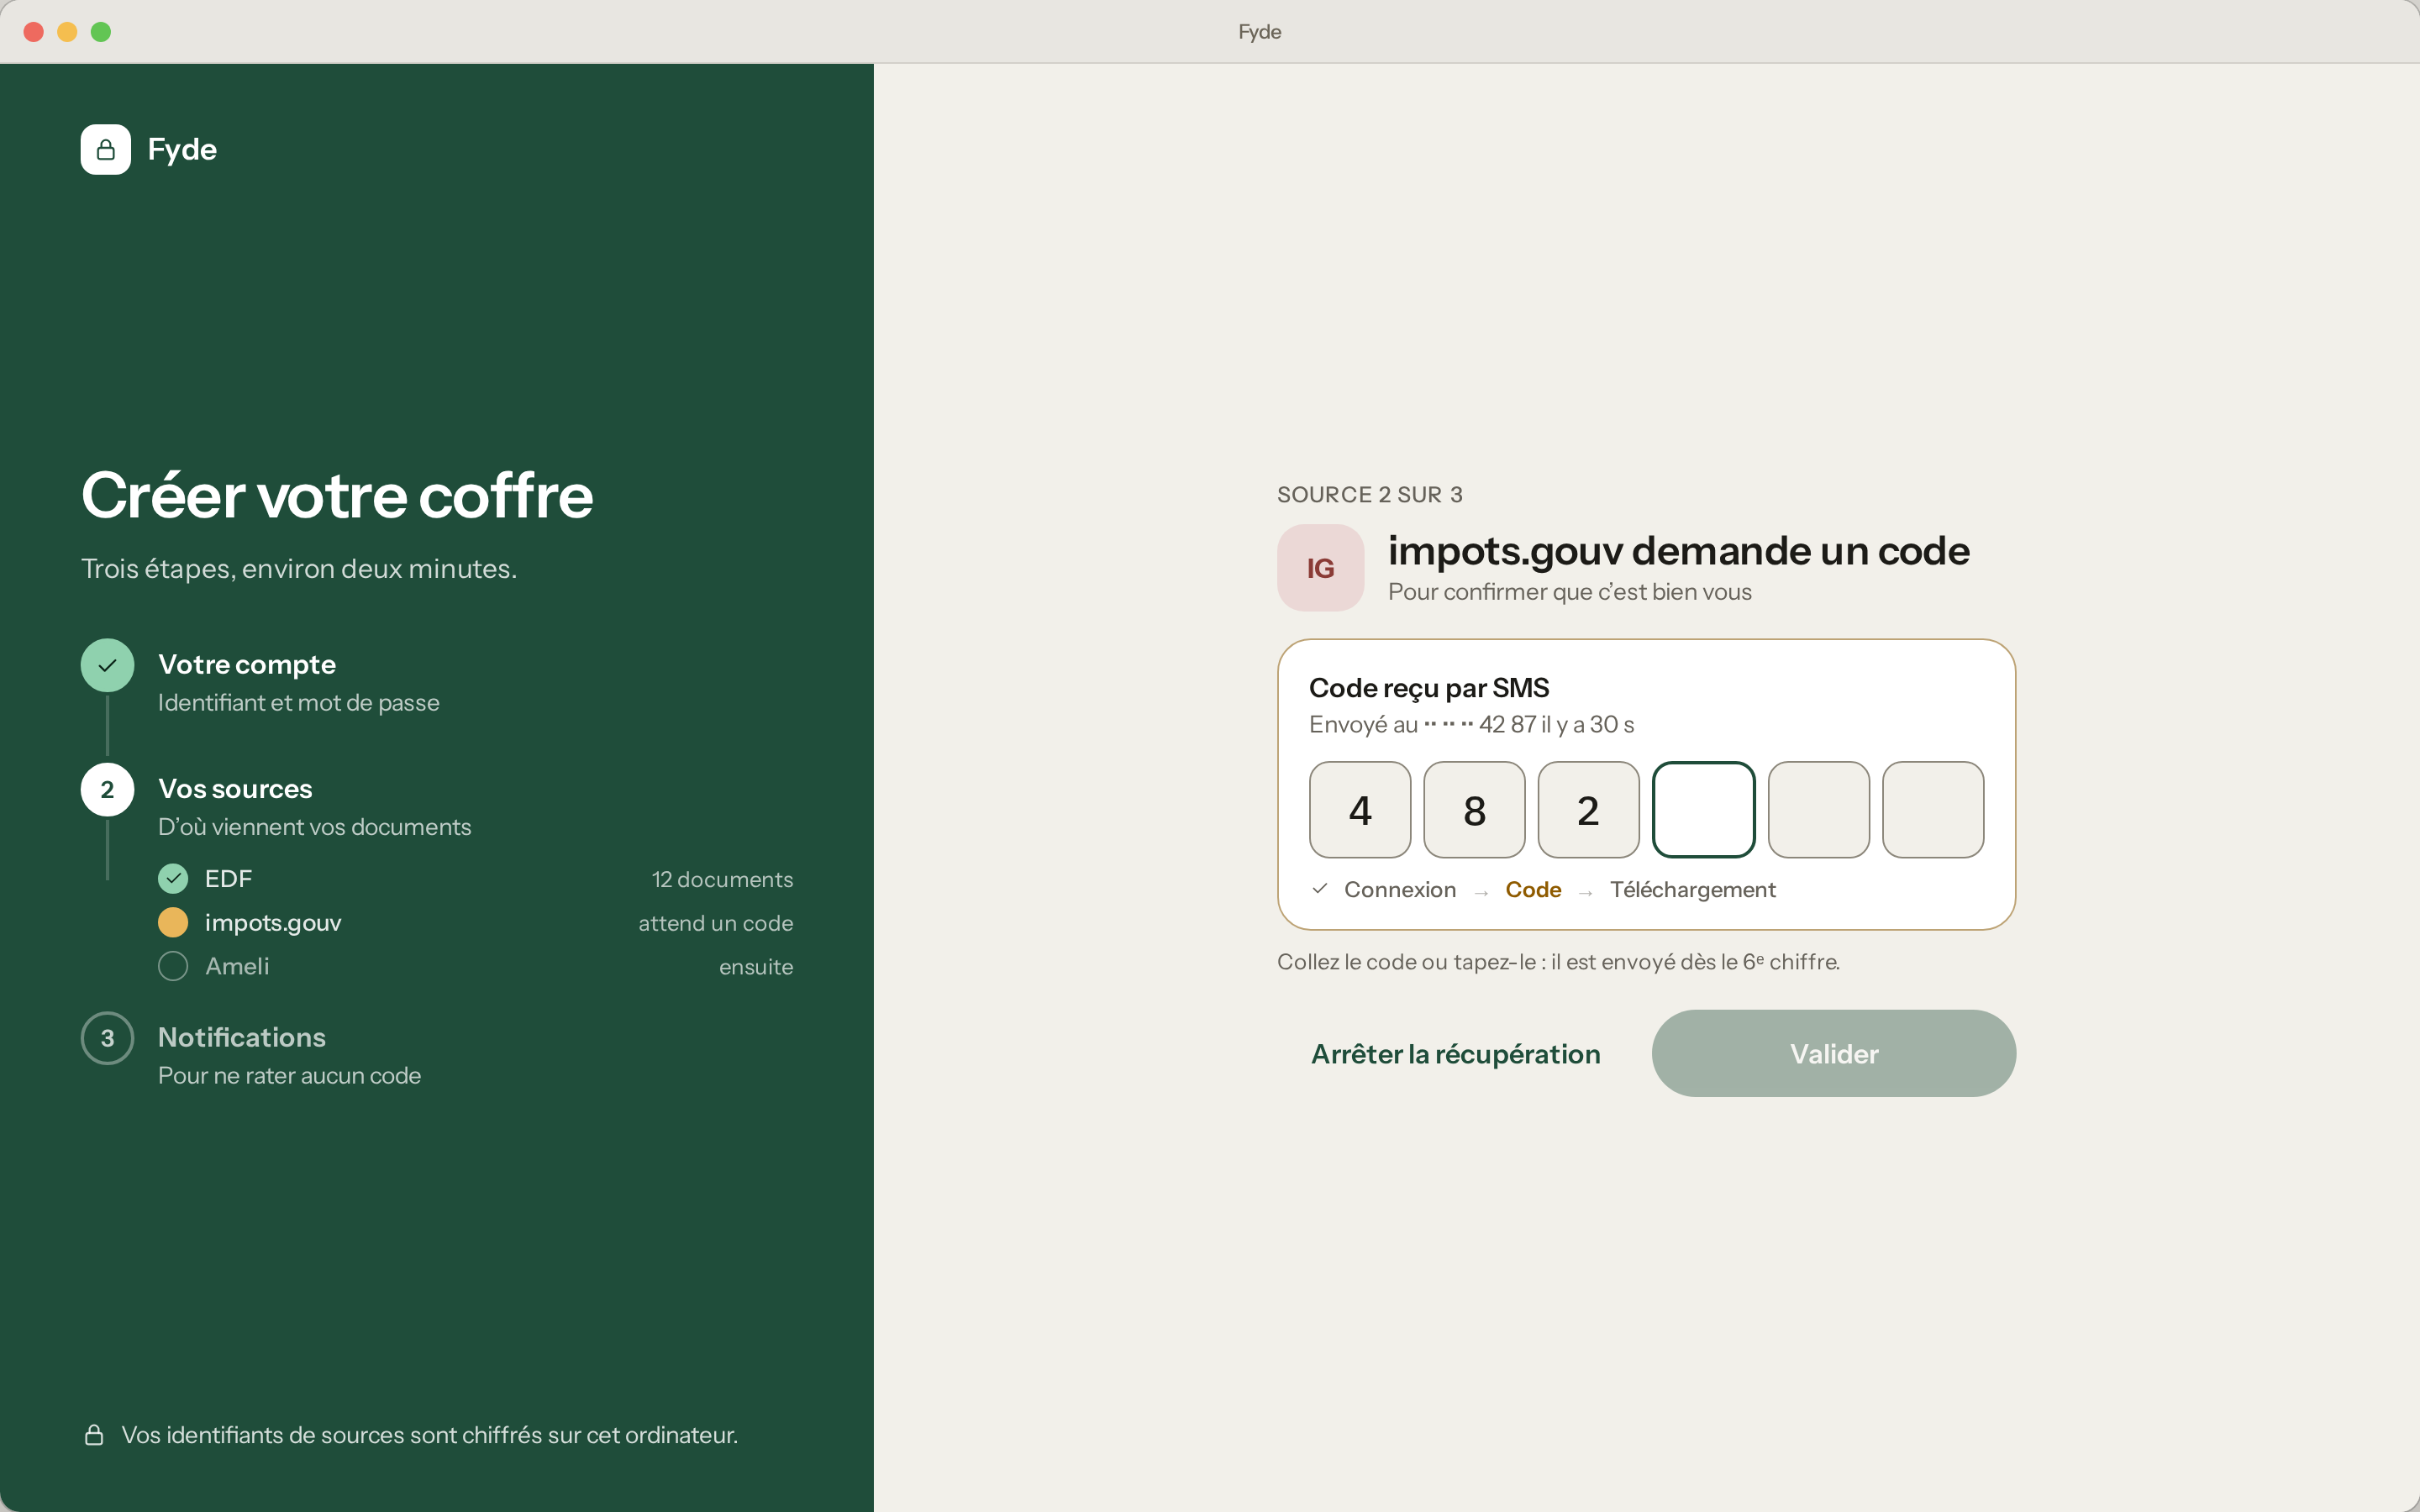 Fyde
Fyde
Créer votre coffre
Trois étapes, environ deux minutes.
Votre compte
Identifiant et mot de passe
2
Vos sources
D’où viennent vos documents
EDF 12 documents
impots.gouv attend un code
Ameli ensuite
3
Notifications
Pour ne rater aucun code
Vos identifiants de sources sont chiffrés sur cet ordinateur.
SOURCE 2 SUR 3
IG
impots.gouv demande un code
Pour confirmer que c’est bien vous
Code reçu par SMS
Envoyé au ·· ·· ·· 42 87 il y a 30 s
4 8 2
Connexion → Code → Téléchargement
Collez le code ou tapez-le : il est envoyé dès le 6ᵉ chiffre.
Arrêter la récupération Valider